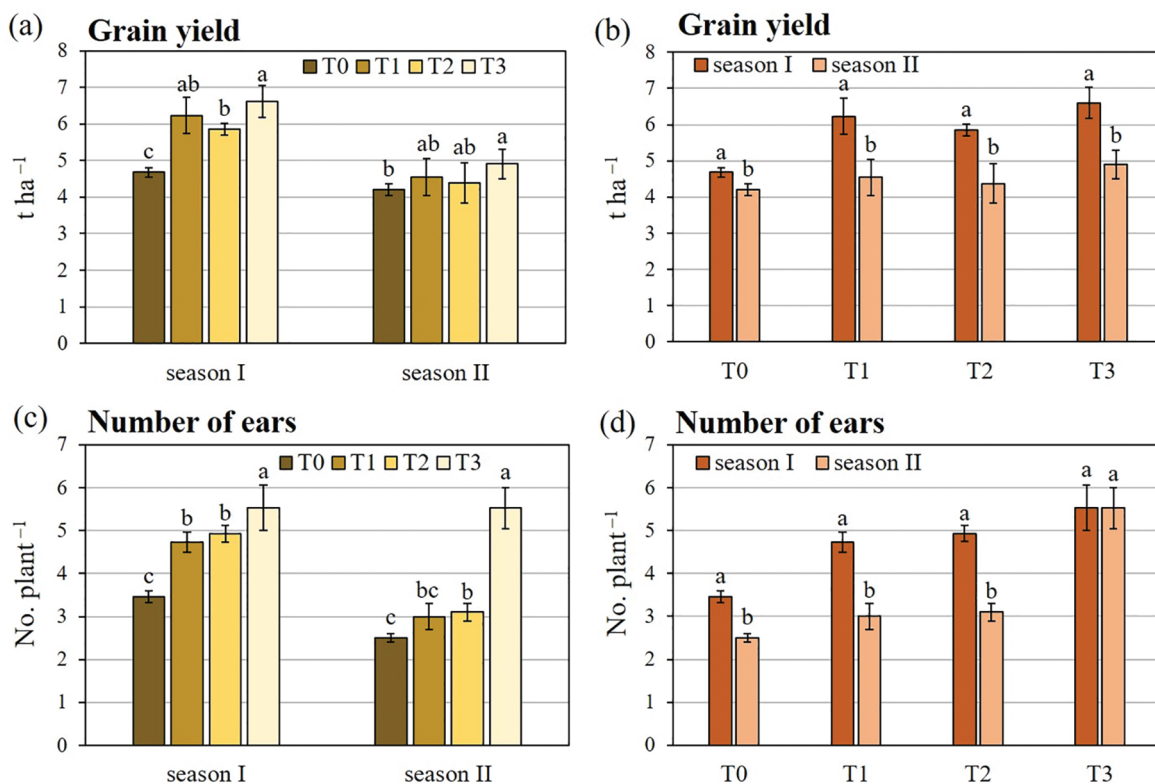 (a) Grain yield
8
7
6
5
4
3
2
1
0
t ha⁻¹
T0 T1 T2 T3
c ab b a
b ab ab a
season I season II
(b) Grain yield
8
7
6
5
4
3
2
1
0
t ha⁻¹
season I season II
a b a b a b a b
T0 T1 T2 T3
(c) Number of ears
7
6
5
4
3
2
1
0
No. plant⁻¹
T0 T1 T2 T3
c b b a
c bc b a
season I season II
(d) Number of ears
7
6
5
4
3
2
1
0
No. plant⁻¹
season I season II
a b a b a b a a
T0 T1 T2 T3